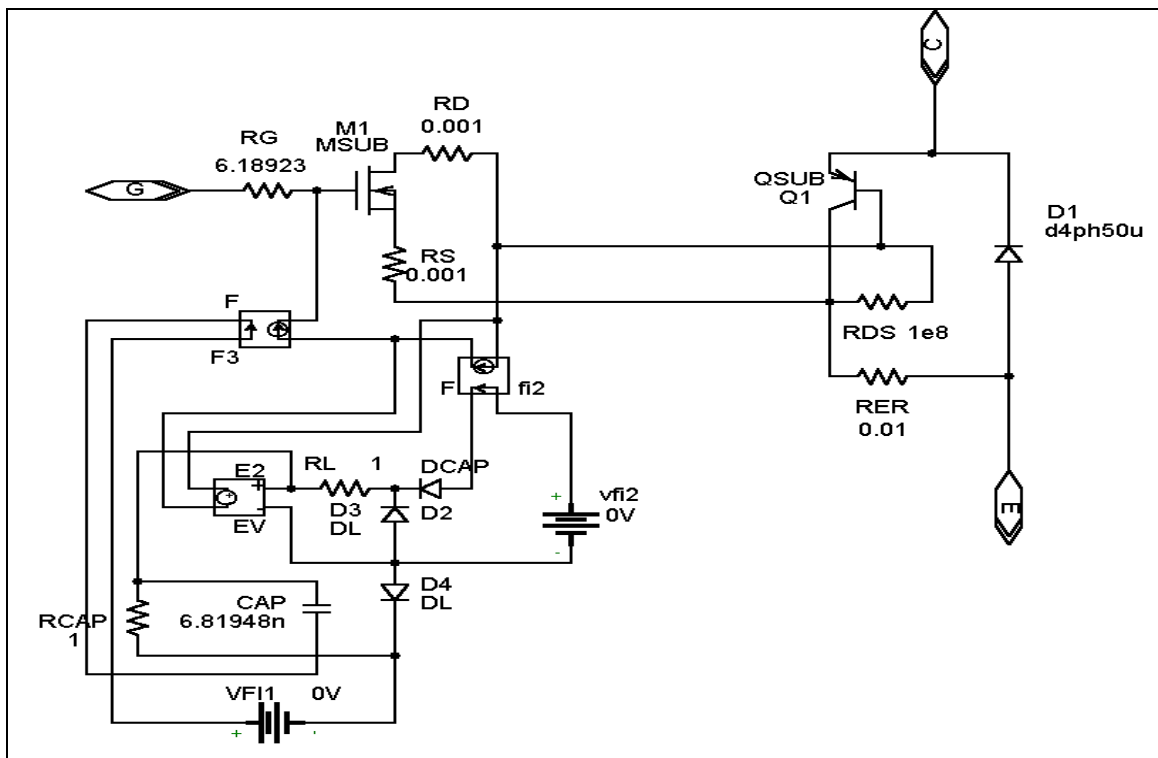 C
RD
0.001
M1
MSUB
RG
6.18923
G
QSUB
Q1
D1
d4ph50u
RS
0.001
F
F3
RDS 1e8
F
fi2
RER
0.01
E2
EV
RL 1
DCAP
D3
DL
D2
+
vfi2
0V
-
E
D4
DL
RCAP
1
CAP
6.81948n
VFI1 0V
+
-